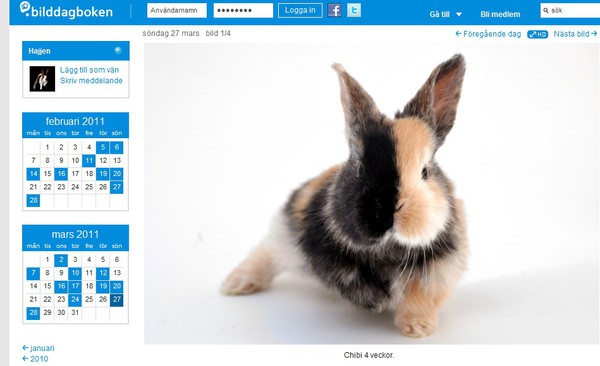 bilddagboken
Användarnamn
Logga in
Gå till
Bli medlem
sök
Hajjen
Lägg till som vän
Skriv meddelande
söndag 27 mars bild 1/4
Föregående dag
HD
Nästa bild
februari 2011
mån tis ons tor fre lör sön
1 2 3 4 5 6
7 8 9 10 11 12 13
14 15 16 17 18 19 20
21 22 23 24 25 26 27
28
mars 2011
mån tis ons tor fre lör sön
1 2 3 4 5 6
7 8 9 10 11 12 13
14 15 16 17 18 19 20
21 22 23 24 25 26 27
28 29 30 31
januari
2010
Chibi 4 veckor.